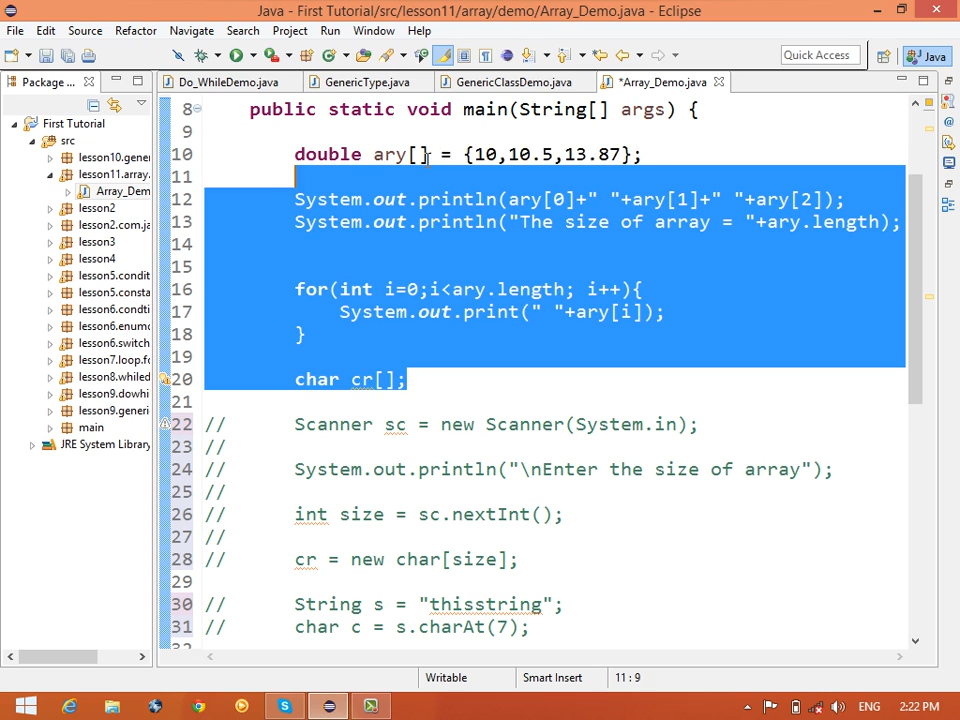 Java - First Tutorial/src/lesson11/array/demo/Array_Demo.java - Eclipse
File Edit Source Refactor Navigate Search Project Run Window Help
Quick Access
Java
Package ...
Do_WhileDemo.java
GenericType.java
GenericClassDemo.java
*Array_Demo.java
First Tutorial
src
lesson10.gener
lesson11.array.
Array_Dem
lesson2
lesson2.com.ja
lesson3
lesson4
lesson5.condit
lesson5.consta
lesson6.condti
lesson6.enumc
lesson6.switch
lesson7.loop.fo
lesson8.whiled
lesson9.dowhi
lesson9.generi
main
JRE System Library
8 public static void main(String[] args) {
9
10 double ary[] = {10,10.5,13.87};
11
12 System.out.println(ary[0]+" "+ary[1]+" "+ary[2]);
13 System.out.println("The size of array = "+ary.length);
14
15
16 for(int i=0;i<ary.length; i++){
17 System.out.print(" "+ary[i]);
18 }
19
20 char cr[];
21
22 // Scanner sc = new Scanner(System.in);
23 //
24 // System.out.println("\nEnter the size of array");
25 //
26 // int size = sc.nextInt();
27 //
28 // cr = new char[size];
29
30 // String s = "thisstring";
31 // char c = s.charAt(7);
Writable
Smart Insert
11 : 9
ENG
2:22 PM